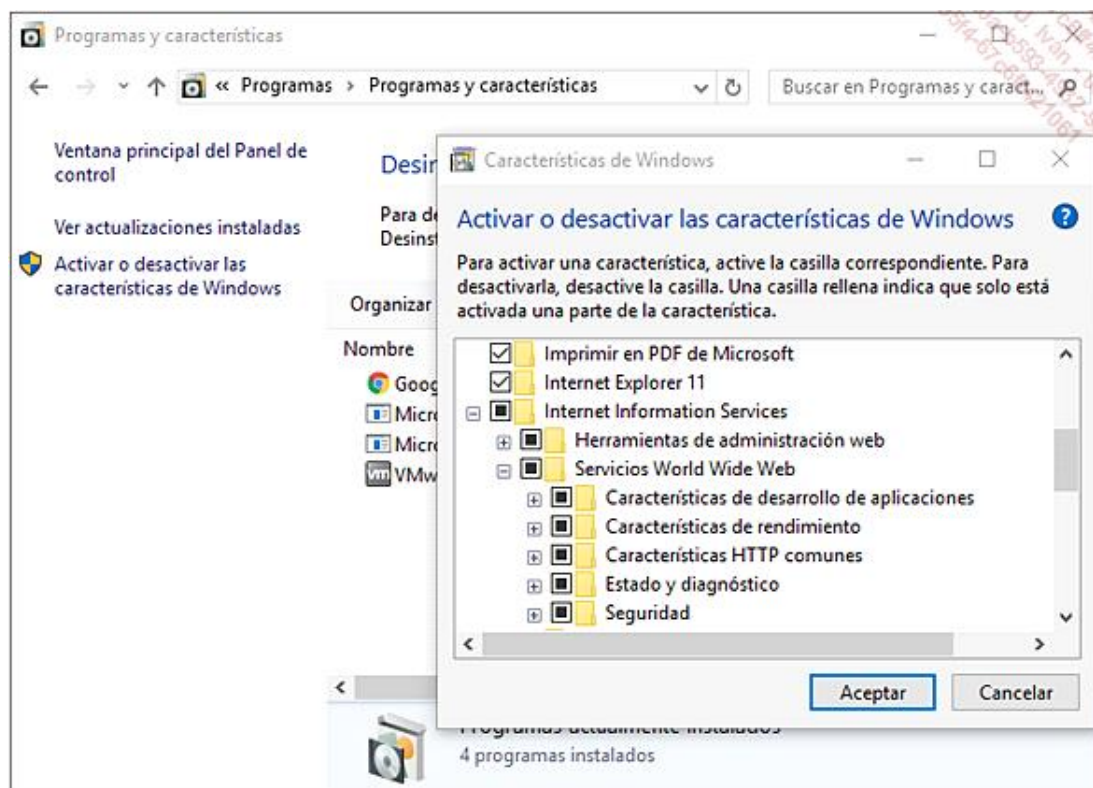 Programas y características
« Programas > Programas y características
Buscar en Programas y caract...
Ventana principal del Panel de
control
Ver actualizaciones instaladas
Activar o desactivar las
características de Windows
Desin
Para de
Desinst
Organizar
Nombre
Goog
Micro
Micro
VMw
Características de Windows
Activar o desactivar las características de Windows
Para activar una característica, active la casilla correspondiente. Para
desactivarla, desactive la casilla. Una casilla rellena indica que solo está
activada una parte de la característica.
Imprimir en PDF de Microsoft
Internet Explorer 11
Internet Information Services
Herramientas de administración web
Servicios World Wide Web
Características de desarrollo de aplicaciones
Características de rendimiento
Características HTTP comunes
Estado y diagnóstico
Seguridad
Aceptar
Cancelar
Programas actualmente instalados
4 programas instalados